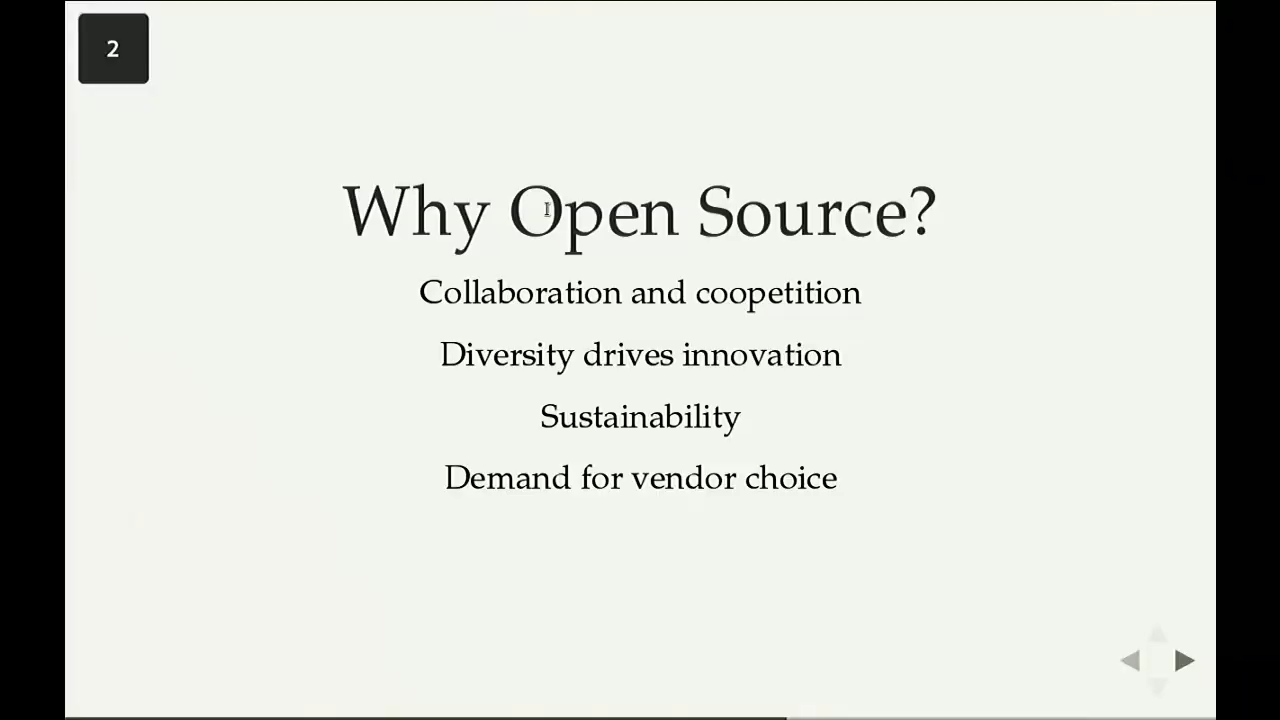 2
Why Open Source?
Collaboration and coopetition
Diversity drives innovation
Sustainability
Demand for vendor choice